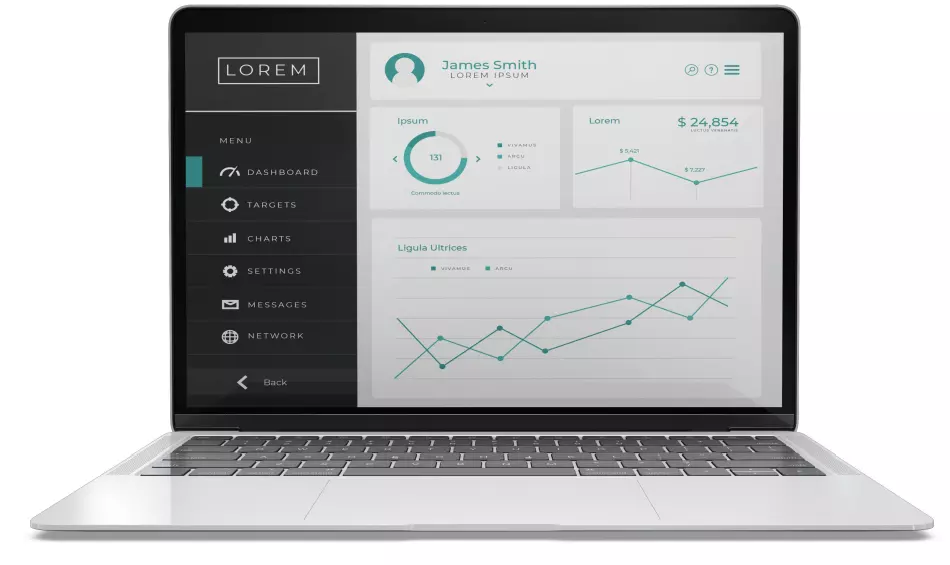 LOREM
MENU
DASHBOARD
TARGETS
CHARTS
SETTINGS
MESSAGES
NETWORK
Back
James Smith
LOREM IPSUM
Ipsum
131
VIVAMUS
ARCU
LIGULA
Commodo lectus
Lorem
$ 24,854
LUCTUS VENENATIS
$ 9,421
$ 7,227
Ligula Ultrices
VIVAMUS
ARCU